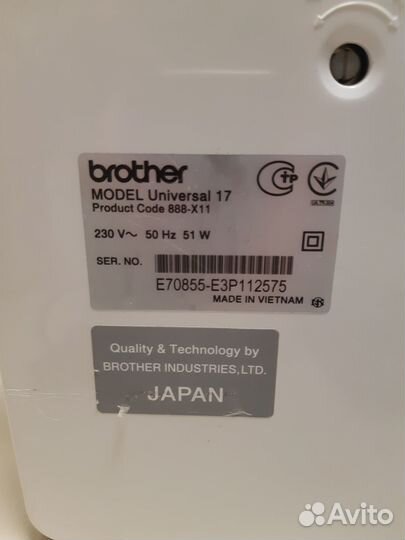 brother
MODEL Universal 17
Product Code 888-X11
230 V~ 50 Hz 51 W
SER. NO.
E70855-E3P112575
MADE IN VIETNAM
Quality & Technology by
BROTHER INDUSTRIES, LTD.
JAPAN
Avito